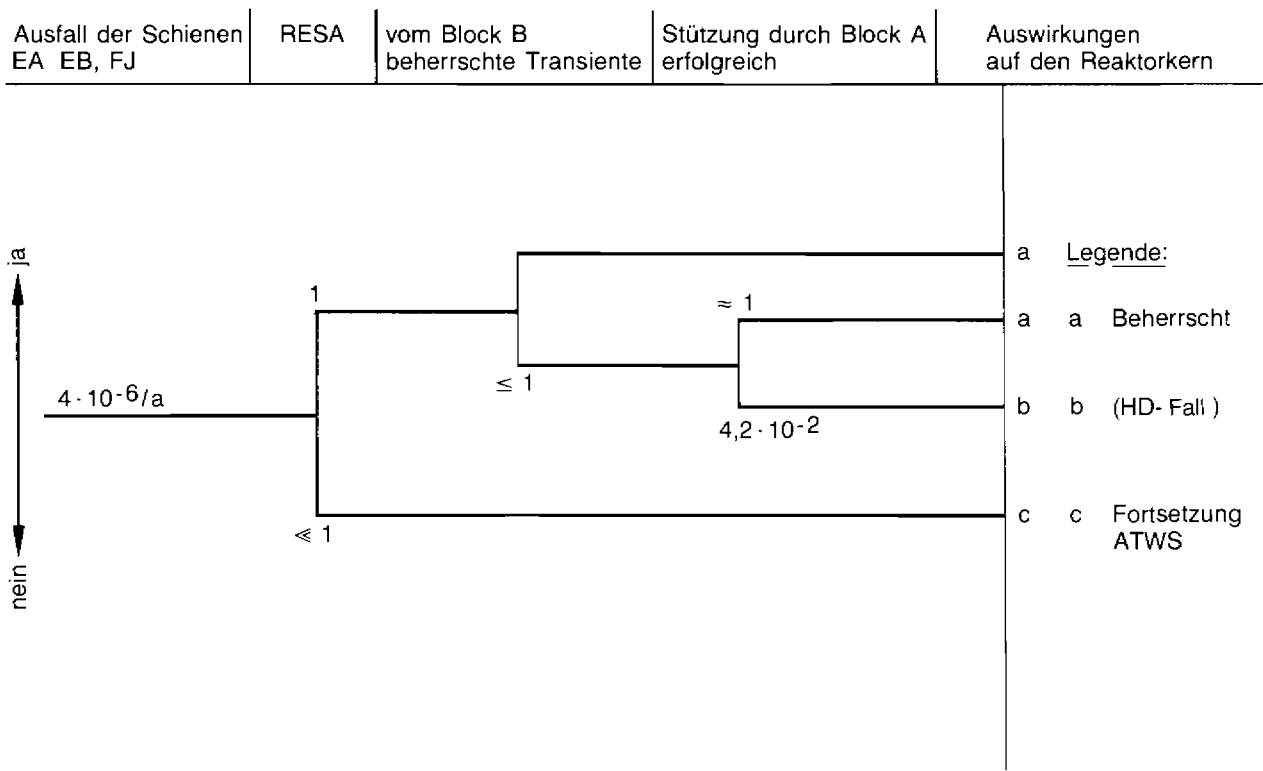 Ausfall der Schienen
EA EB, FJ
RESA
vom Block B
beherrschte Transiente
Stützung durch Block A
erfolgreich
Auswirkungen
auf den Reaktorkern
ja
nein
4 · 10⁻⁶/a
1
≪ 1
≤ 1
≈ 1
4,2 · 10⁻²
a Legende:
a a Beherrscht
b b (HD-Fall)
c c Fortsetzung
ATWS